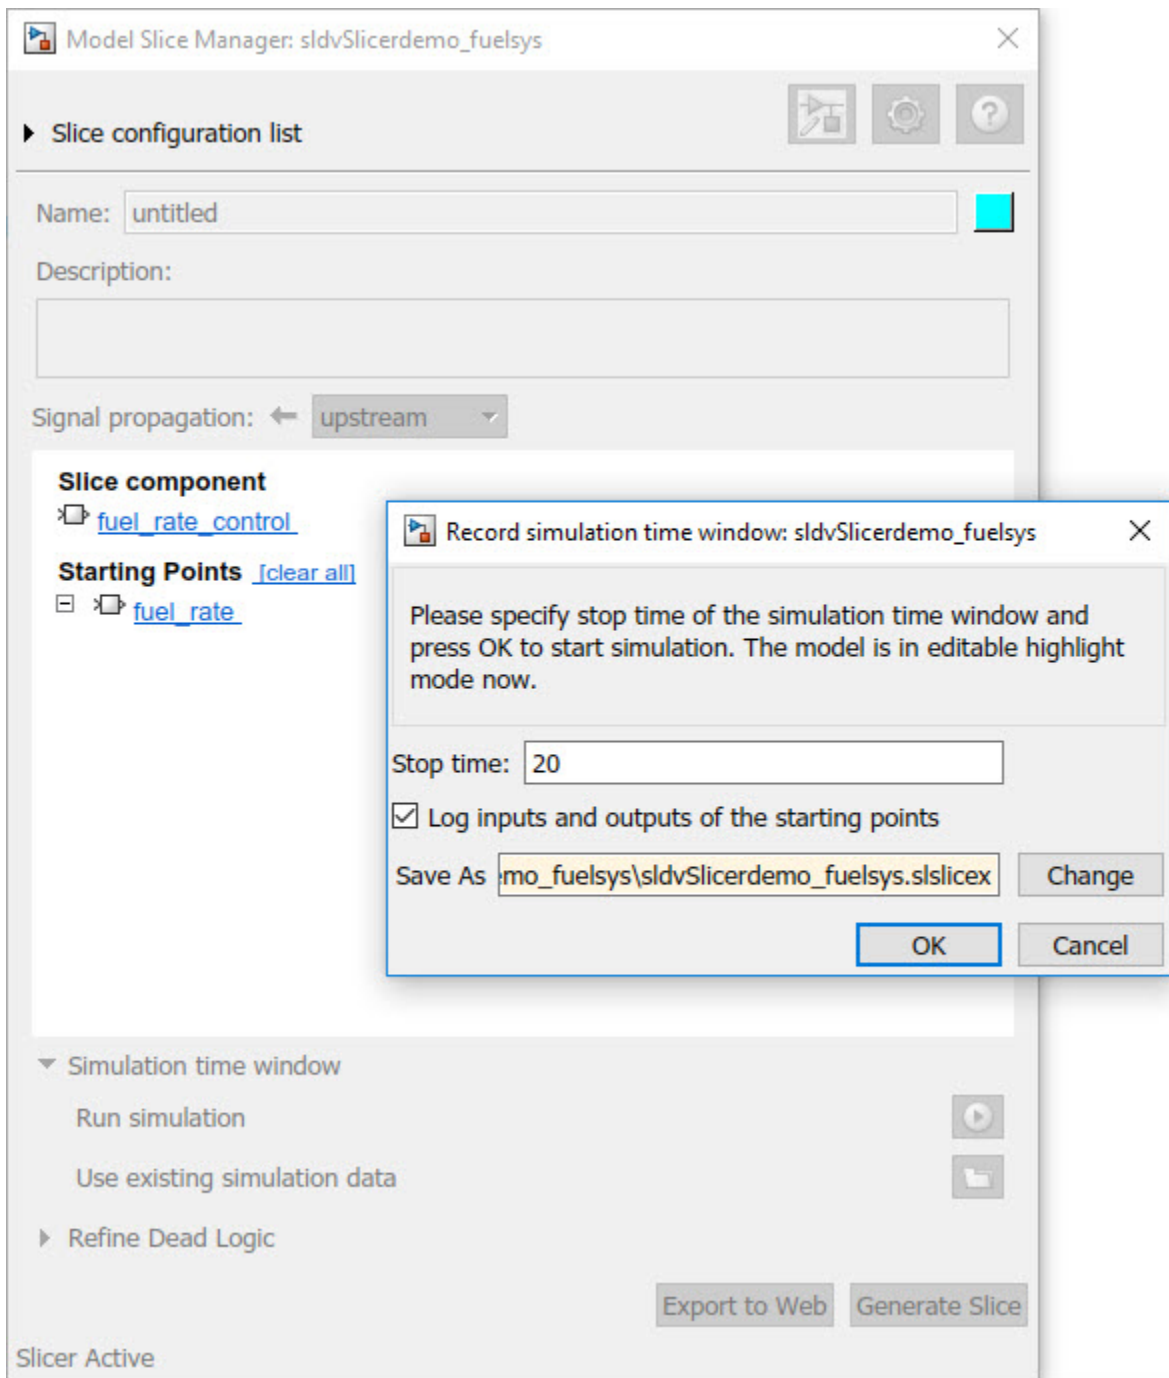 Model Slice Manager: sldvSlicerdemo_fuelsys
Slice configuration list
Name: untitled
Description:
Signal propagation: upstream
Slice component
fuel_rate_control
Starting Points [clear all]
fuel_rate
Record simulation time window: sldvSlicerdemo_fuelsys
Please specify stop time of the simulation time window and
press OK to start simulation. The model is in editable highlight
mode now.
Stop time: 20
Log inputs and outputs of the starting points
Save As mo_fuelsys\sldvSlicerdemo_fuelsys.slslicex Change
OK Cancel
Simulation time window
Run simulation
Use existing simulation data
Refine Dead Logic
Export to Web Generate Slice
Slicer Active